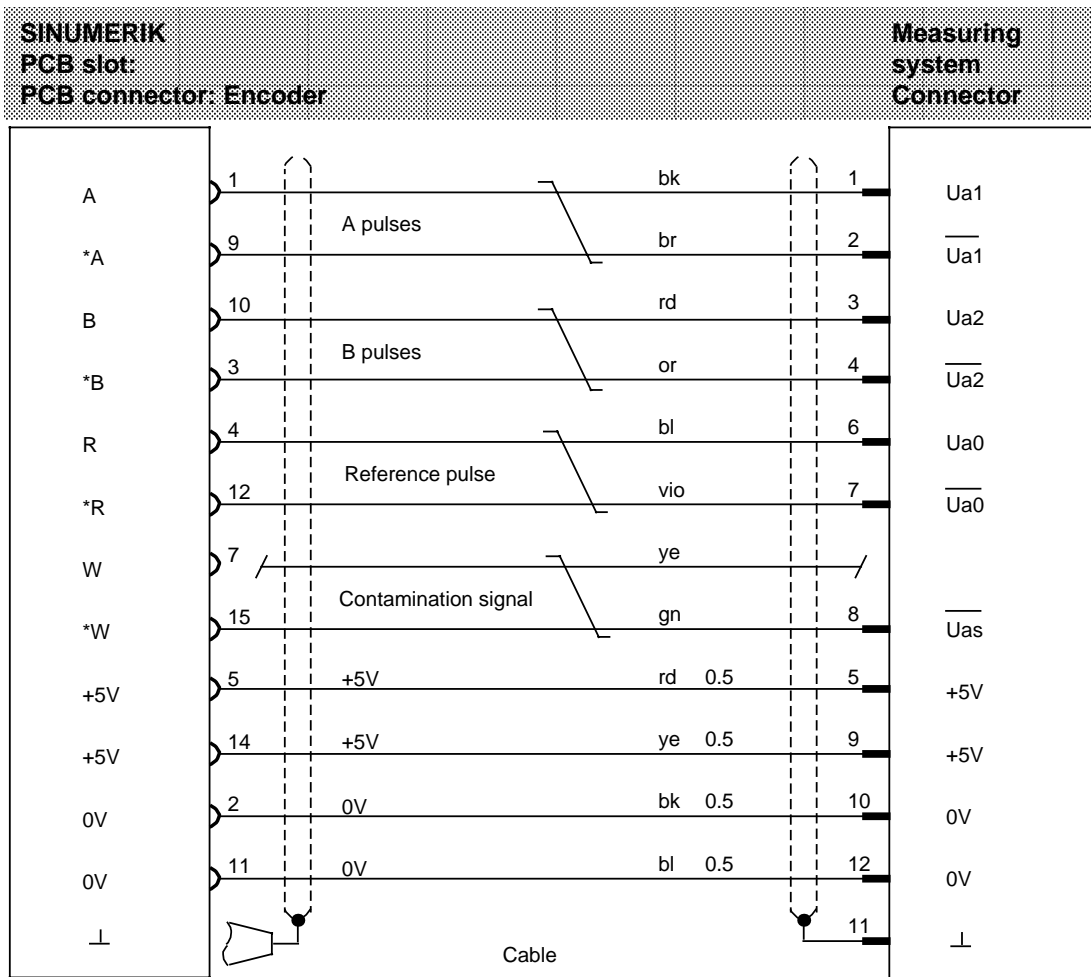 SINUMERIK
PCB slot:
PCB connector: Encoder
Measuring
system
Connector
A 1 bk 1 Ua1
A pulses
*A 9 br 2 Ua1
B 10 rd 3 Ua2
B pulses
*B 3 or 4 Ua2
R 4 bl 6 Ua0
Reference pulse
*R 12 vio 7 Ua0
W 7 ye
Contamination signal
*W 15 gn 8 Uas
+5V 5 +5V rd 0.5 5 +5V
+5V 14 +5V ye 0.5 9 +5V
0V 2 0V bk 0.5 10 0V
0V 11 0V bl 0.5 12 0V
11
Cable